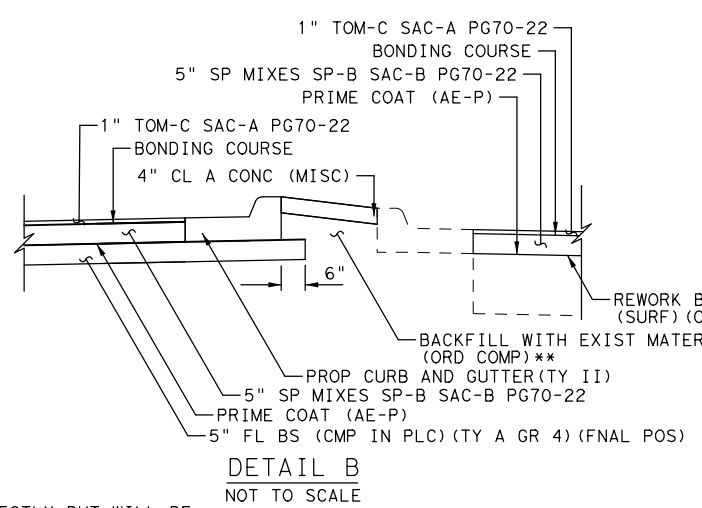 1" TOM-C SAC-A PG70-22
BONDING COURSE
5" SP MIXES SP-B SAC-B PG70-22
PRIME COAT (AE-P)
1" TOM-C SAC-A PG70-22
BONDING COURSE
4" CL A CONC (MISC)
6"
REWORK B
(SURF)(
BACKFILL WITH EXIST MATER
(ORD COMP)**
PROP CURB AND GUTTER(TY II)
5" SP MIXES SP-B SAC-B PG70-22
PRIME COAT (AE-P)
5" FL BS (CMP IN PLC)(TY A GR 4)(FNAL POS)
DETAIL B
NOT TO SCALE